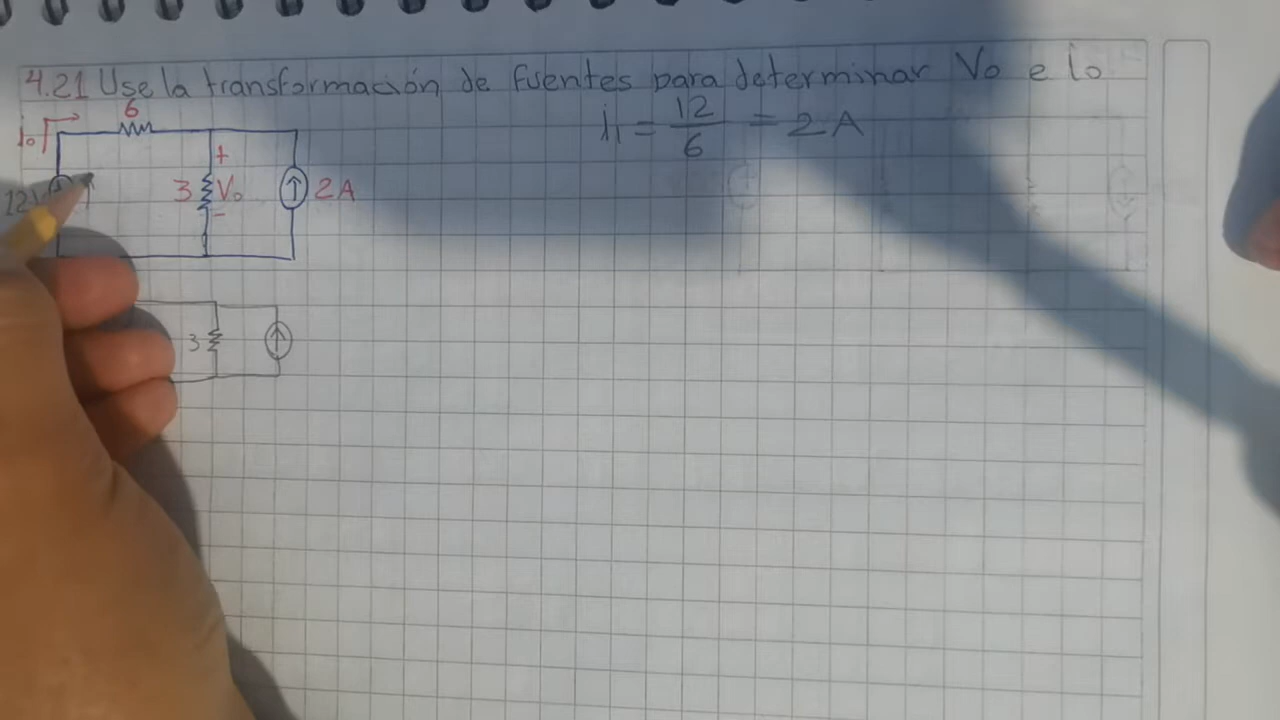 4.21 Use la transformación de fuentes para determinar Vo e Io
i1 = 12/6 = 2 A
6
io
+
12
3 Vo 2A
-
3